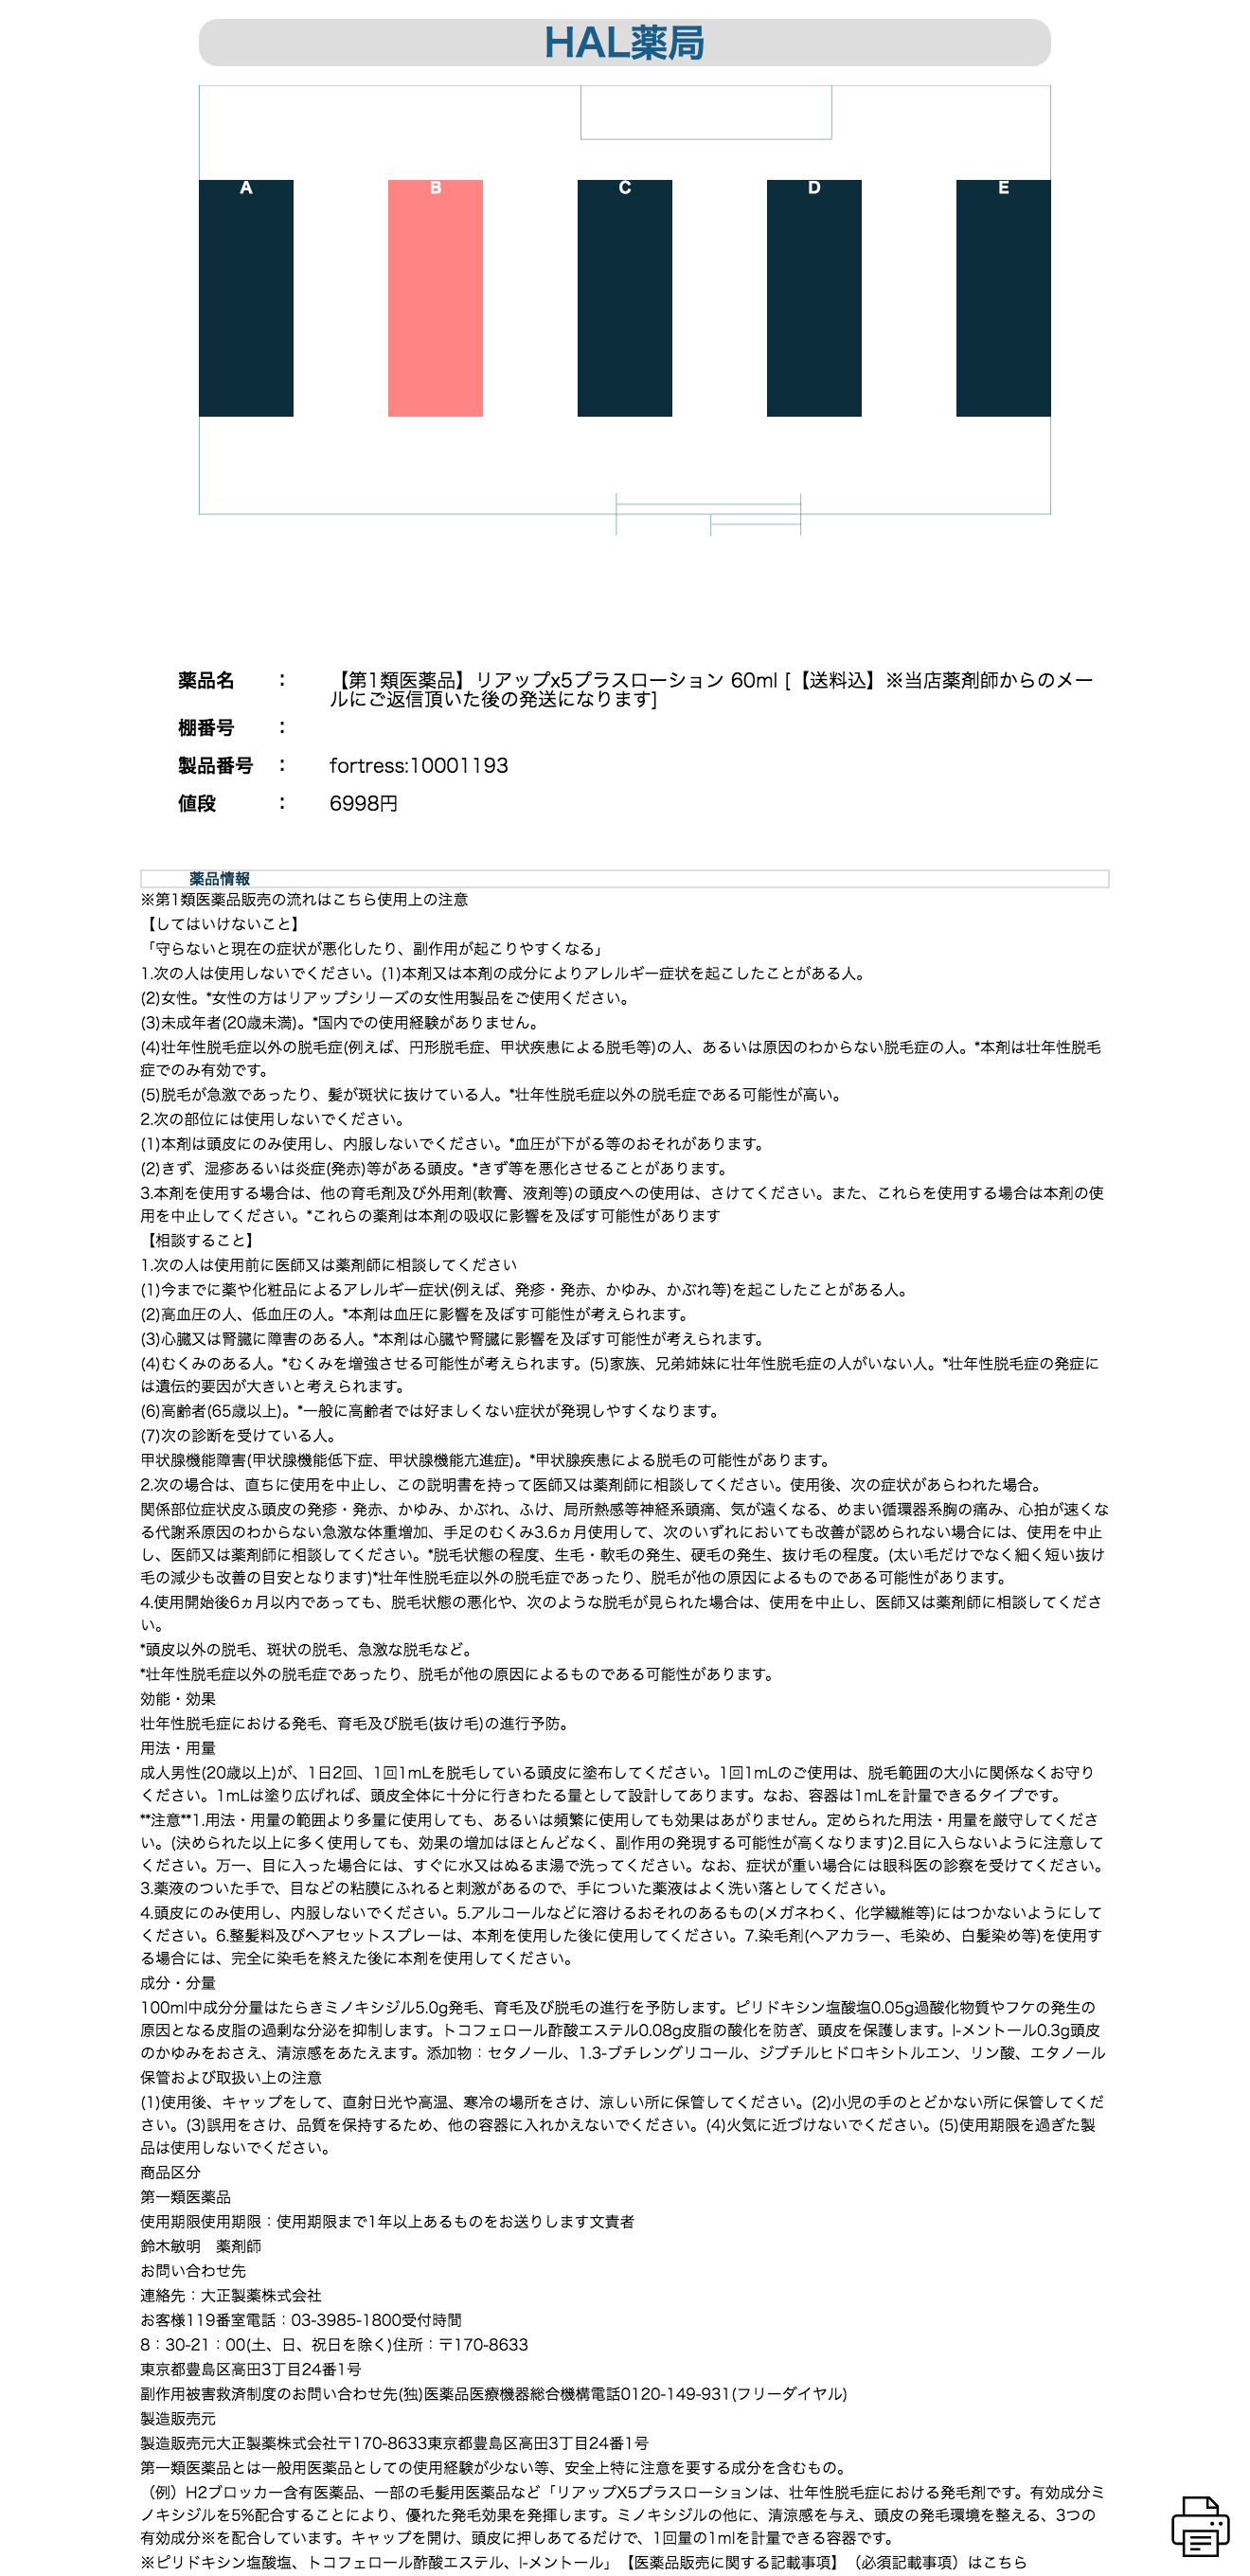 HAL薬局
A
B
C
D
E
薬品名 ： 【第1類医薬品】リアップx5プラスローション 60ml [【送料込】※当店薬剤師からのメー
ルにご返信頂いた後の発送になります]
棚番号 ：
製品番号 ： fortress:10001193
値段 ： 6998円
薬品情報
※第1類医薬品販売の流れはこちら使用上の注意
【してはいけないこと】
「守らないと現在の症状が悪化したり、副作用が起こりやすくなる」
1.次の人は使用しないでください。(1)本剤又は本剤の成分によりアレルギー症状を起こしたことがある人。
(2)女性。*女性の方はリアップシリーズの女性用製品をご使用ください。
(3)未成年者(20歳未満)。*国内での使用経験がありません。
(4)壮年性脱毛症以外の脱毛症(例えば、円形脱毛症、甲状疾患による脱毛等)の人、あるいは原因のわからない脱毛症の人。*本剤は壮年性脱毛
症でのみ有効です。
(5)脱毛が急激であったり、髪が斑状に抜けている人。*壮年性脱毛症以外の脱毛症である可能性が高い。
2.次の部位には使用しないでください。
(1)本剤は頭皮にのみ使用し、内服しないでください。*血圧が下がる等のおそれがあります。
(2)きず、湿疹あるいは炎症(発赤)等がある頭皮。*きず等を悪化させることがあります。
3.本剤を使用する場合は、他の育毛剤及び外用剤(軟膏、液剤等)の頭皮への使用は、さけてください。また、これらを使用する場合は本剤の使
用を中止してください。*これらの薬剤は本剤の吸収に影響を及ぼす可能性があります
【相談すること】
1.次の人は使用前に医師又は薬剤師に相談してください
(1)今までに薬や化粧品によるアレルギー症状(例えば、発疹・発赤、かゆみ、かぶれ等)を起こしたことがある人。
(2)高血圧の人、低血圧の人。*本剤は血圧に影響を及ぼす可能性が考えられます。
(3)心臓又は腎臓に障害のある人。*本剤は心臓や腎臓に影響を及ぼす可能性が考えられます。
(4)むくみのある人。*むくみを増強させる可能性が考えられます。(5)家族、兄弟姉妹に壮年性脱毛症の人がいない人。*壮年性脱毛症の発症に
は遺伝的要因が大きいと考えられます。
(6)高齢者(65歳以上)。*一般に高齢者では好ましくない症状が発現しやすくなります。
(7)次の診断を受けている人。
甲状腺機能障害(甲状腺機能低下症、甲状腺機能亢進症)。*甲状腺疾患による脱毛の可能性があります。
2.次の場合は、直ちに使用を中止し、この説明書を持って医師又は薬剤師に相談してください。使用後、次の症状があらわれた場合。
関係部位症状皮ふ頭皮の発疹・発赤、かゆみ、かぶれ、ふけ、局所熱感等神経系頭痛、気が遠くなる、めまい循環器系胸の痛み、心拍が速くな
る代謝系原因のわからない急激な体重増加、手足のむくみ3.6ヵ月使用して、次のいずれにおいても改善が認められない場合には、使用を中止
し、医師又は薬剤師に相談してください。*脱毛状態の程度、生毛・軟毛の発生、硬毛の発生、抜け毛の程度。(太い毛だけでなく細く短い抜け
毛の減少も改善の目安となります)*壮年性脱毛症以外の脱毛症であったり、脱毛が他の原因によるものである可能性があります。
4.使用開始後6ヵ月以内であっても、脱毛状態の悪化や、次のような脱毛が見られた場合は、使用を中止し、医師又は薬剤師に相談してくださ
い。
*頭皮以外の脱毛、斑状の脱毛、急激な脱毛など。
*壮年性脱毛症以外の脱毛症であったり、脱毛が他の原因によるものである可能性があります。
効能・効果
壮年性脱毛症における発毛、育毛及び脱毛(抜け毛)の進行予防。
用法・用量
成人男性(20歳以上)が、1日2回、1回1mLを脱毛している頭皮に塗布してください。1回1mLのご使用は、脱毛範囲の大小に関係なくお守り
ください。1mLは塗り広げれば、頭皮全体に十分に行きわたる量として設計してあります。なお、容器は1mLを計量できるタイプです。
**注意**1.用法・用量の範囲より多量に使用しても、あるいは頻繁に使用しても効果はあがりません。定められた用法・用量を厳守してくださ
い。(決められた以上に多く使用しても、効果の増加はほとんどなく、副作用の発現する可能性が高くなります)2.目に入らないように注意して
ください。万一、目に入った場合には、すぐに水又はぬるま湯で洗ってください。なお、症状が重い場合には眼科医の診察を受けてください。
3.薬液のついた手で、目などの粘膜にふれると刺激があるので、手についた薬液はよく洗い落としてください。
4.頭皮にのみ使用し、内服しないでください。5.アルコールなどに溶けるおそれのあるもの(メガネわく、化学繊維等)にはつかないようにして
ください。6.整髪料及びヘアセットスプレーは、本剤を使用した後に使用してください。7.染毛剤(ヘアカラー、毛染め、白髪染め等)を使用す
る場合には、完全に染毛を終えた後に本剤を使用してください。
成分・分量
100ml中成分分量はたらきミノキシジル5.0g発毛、育毛及び脱毛の進行を予防します。ピリドキシン塩酸塩0.05g過酸化物質やフケの発生の
原因となる皮脂の過剰な分泌を抑制します。トコフェロール酢酸エステル0.08g皮脂の酸化を防ぎ、頭皮を保護します。l-メントール0.3g頭皮
のかゆみをおさえ、清涼感をあたえます。添加物：セタノール、1.3-ブチレングリコール、ジブチルヒドロキシトルエン、リン酸、エタノール
保管および取扱い上の注意
(1)使用後、キャップをして、直射日光や高温、寒冷の場所をさけ、涼しい所に保管してください。(2)小児の手のとどかない所に保管してくだ
さい。(3)誤用をさけ、品質を保持するため、他の容器に入れかえないでください。(4)火気に近づけないでください。(5)使用期限を過ぎた製
品は使用しないでください。
商品区分
第一類医薬品
使用期限使用期限：使用期限まで1年以上あるものをお送りします文責者
鈴木敏明　薬剤師
お問い合わせ先
連絡先：大正製薬株式会社
お客様119番室電話：03-3985-1800受付時間
8：30-21：00(土、日、祝日を除く)住所：〒170-8633
東京都豊島区高田3丁目24番1号
副作用被害救済制度のお問い合わせ先(独)医薬品医療機器総合機構電話0120-149-931(フリーダイヤル)
製造販売元
製造販売元大正製薬株式会社〒170-8633東京都豊島区高田3丁目24番1号
第一類医薬品とは一般用医薬品としての使用経験が少ない等、安全上特に注意を要する成分を含むもの。
（例）H2ブロッカー含有医薬品、一部の毛髪用医薬品など「リアップX5プラスローションは、壮年性脱毛症における発毛剤です。有効成分ミ
ノキシジルを5%配合することにより、優れた発毛効果を発揮します。ミノキシジルの他に、清涼感を与え、頭皮の発毛環境を整える、3つの
有効成分※を配合しています。キャップを開け、頭皮に押しあてるだけで、1回量の1mlを計量できる容器です。
※ピリドキシン塩酸塩、トコフェロール酢酸エステル、l-メントール」【医薬品販売に関する記載事項】（必須記載事項）はこちら